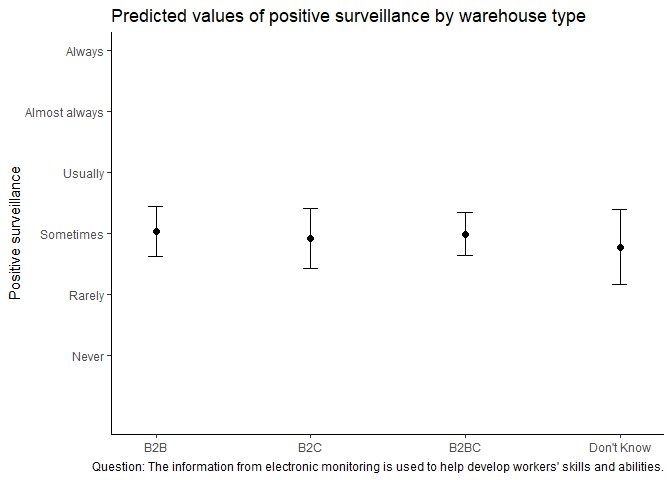 Predicted values of positive surveillance by warehouse type
Always
Almost always
Usually
Sometimes
Rarely
Never
Positive surveillance
B2B
B2C
B2BC
Don't Know
Question: The information from electronic monitoring is used to help develop workers' skills and abilities.